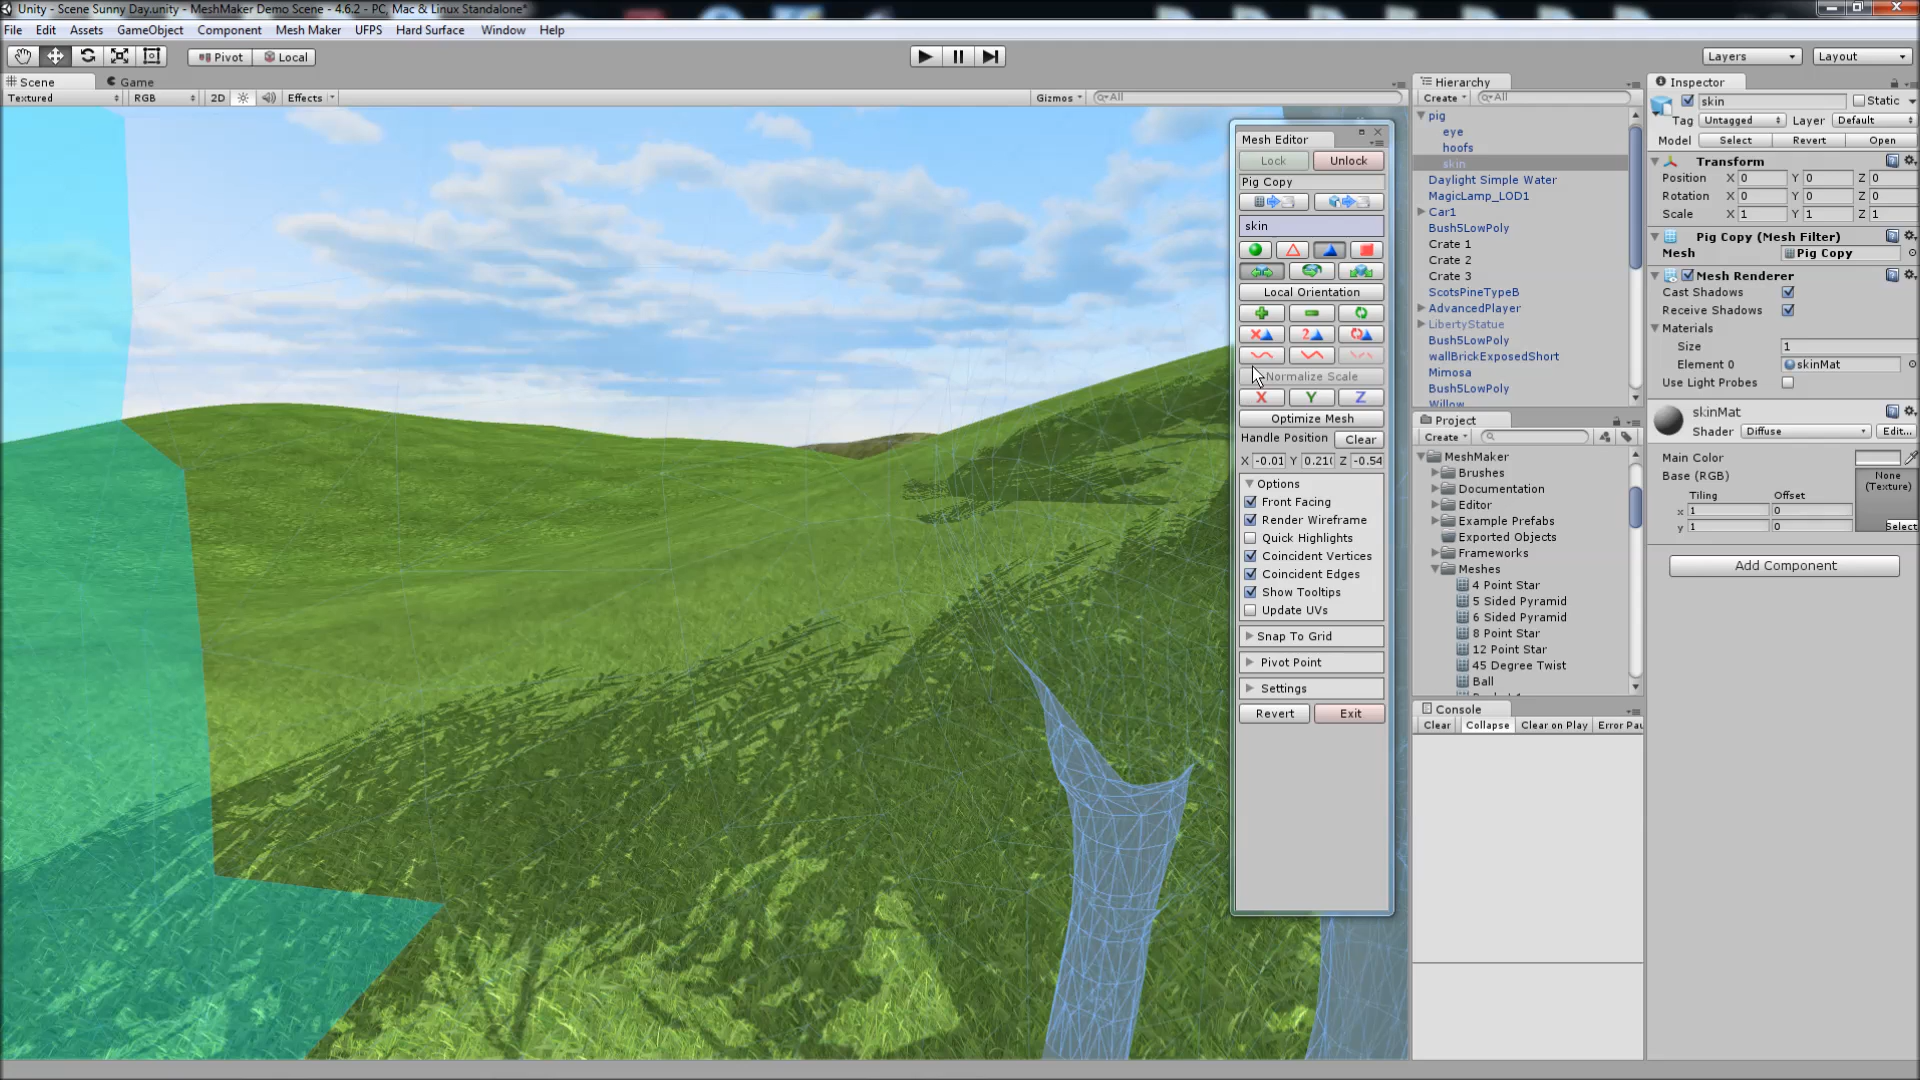 Unity - Scene Sunny Day.unity - MeshMaker Demo Scene - 4.6.2 - PC, Mac & Linux Standalone*
File Edit Assets GameObject Component Mesh Maker UFPS Hard Surface Window Help
Pivot Local Layers Layout
Scene Game
Textured RGB 2D Effects Gizmos All
Mesh Editor
Lock Unlock
Pig Copy
skin
Local Orientation
2
Normalize Scale
X Y Z
Optimize Mesh
Handle Position Clear
X -0.01 Y 0.21( Z -0.54
Options
Front Facing
Render Wireframe
Quick Highlights
Coincident Vertices
Coincident Edges
Show Tooltips
Update UVs
Snap To Grid
Pivot Point
Settings
Revert Exit
Hierarchy
Create All
pig
eye
hoofs
skin
Daylight Simple Water
MagicLamp_LOD1
Car1
Bush5LowPoly
Crate 1
Crate 2
Crate 3
ScotsPineTypeB
AdvancedPlayer
LibertyStatue
Bush5LowPoly
wallBrickExposedShort
Mimosa
Bush5LowPoly
Willow
Project
Create
MeshMaker
Brushes
Documentation
Editor
Example Prefabs
Exported Objects
Frameworks
Meshes
4 Point Star
5 Sided Pyramid
6 Sided Pyramid
8 Point Star
12 Point Star
45 Degree Twist
Ball
Console
Clear Collapse Clear on Play Error Pau
Inspector
skin Static
Tag Untagged Layer Default
Model Select Revert Open
Transform
Position X 0 Y 0 Z 0
Rotation X 0 Y 0 Z 0
Scale X 1 Y 1 Z 1
Pig Copy (Mesh Filter)
Mesh Pig Copy
Mesh Renderer
Cast Shadows
Receive Shadows
Materials
Size 1
Element 0 skinMat
Use Light Probes
skinMat
Shader Diffuse Edit...
Main Color
Base (RGB)
None
(Texture)
Tiling Offset
x 1 0
y 1 0
Select
Add Component